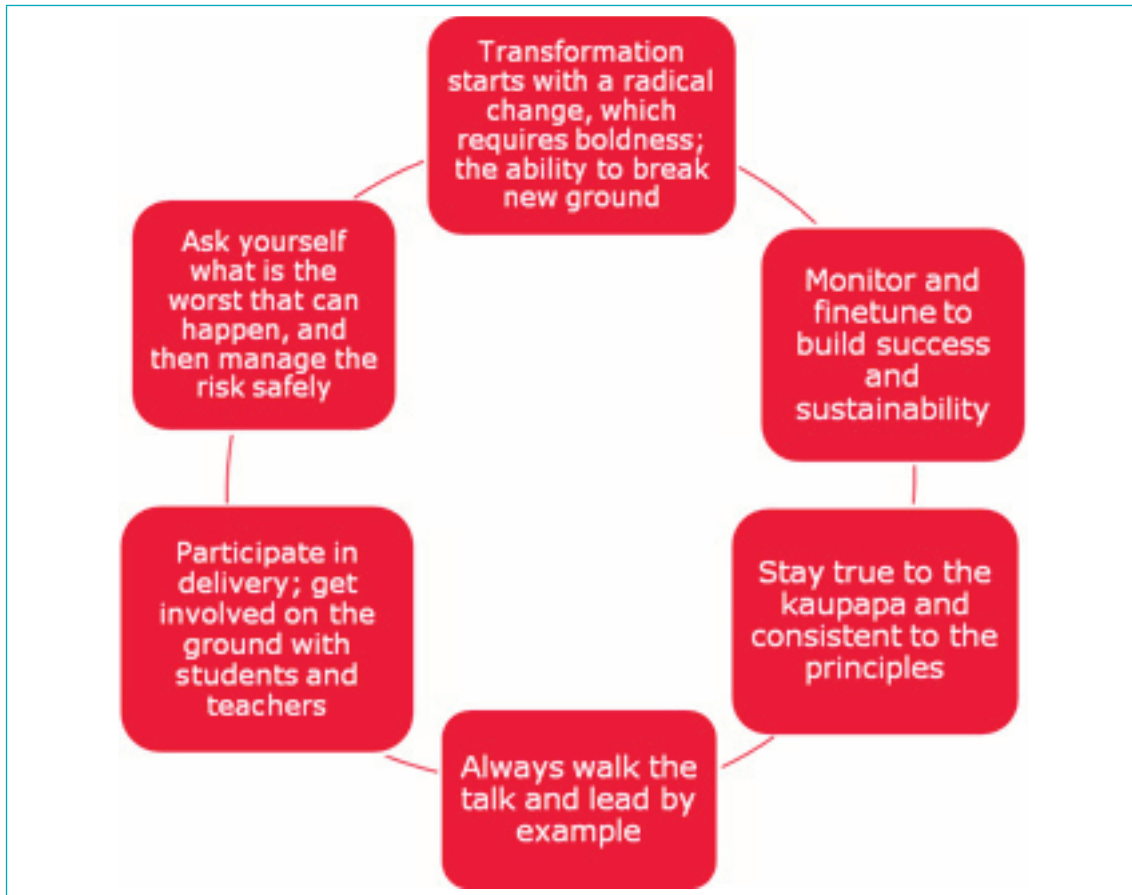 Transformation
starts with a radical
change, which
requires boldness;
the ability to break
new ground
Monitor and
finetune to
build success
and
sustainability
Stay true to the
kaupapa and
consistent to the
principles
Always walk the
talk and lead by
example
Participate in
delivery; get
involved on the
ground with
students and
teachers
Ask yourself
what is the
worst that can
happen, and
then manage the
risk safely